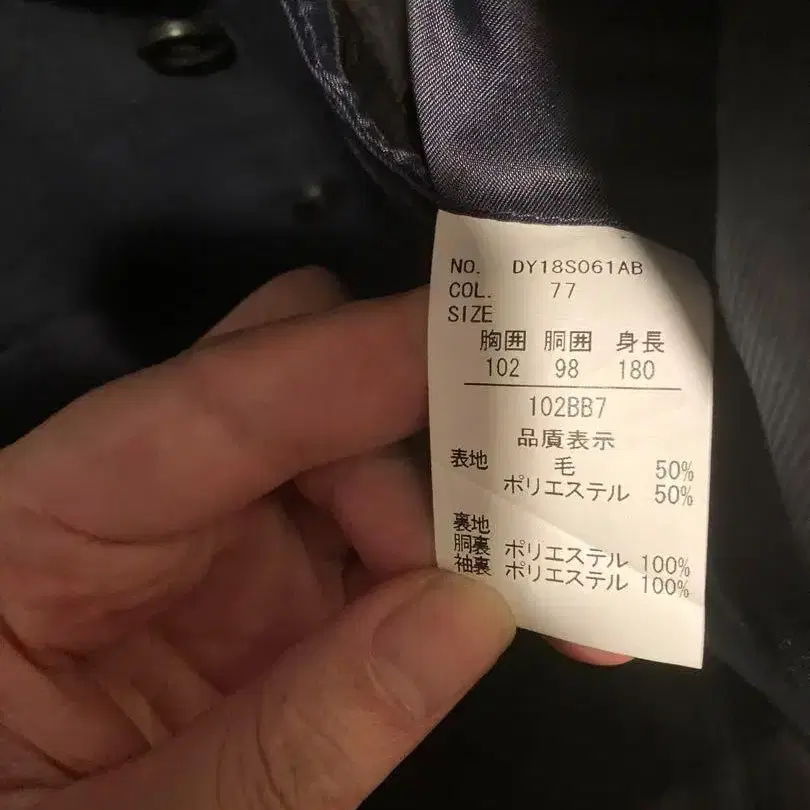 NO. DY18S061AB
COL. 77
SIZE
胸囲 胴囲 身長
102 98 180
102BB7
品質表示
表地 毛 50%
ポリエステル 50%
裏地
胴裏 ポリエステル 100%
袖裏 ポリエステル 100%